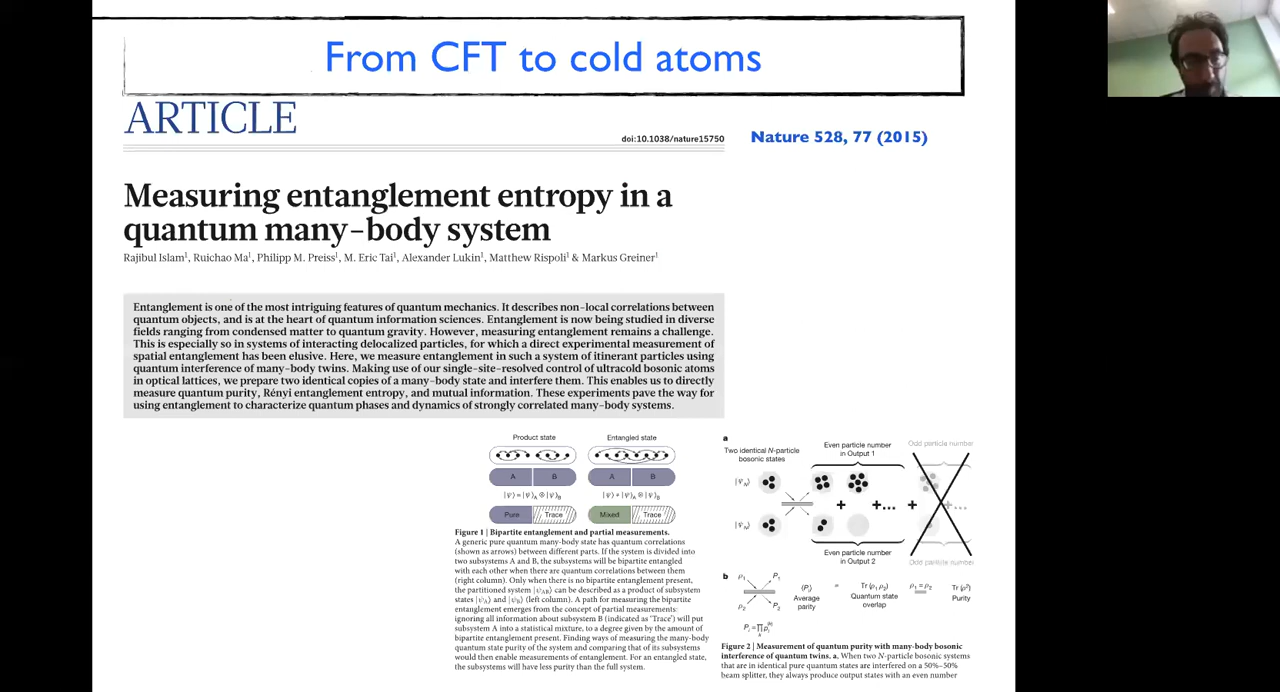 From CFT to cold atoms
ARTICLE
doi:10.1038/nature15750
Nature 528, 77 (2015)
Measuring entanglement entropy in a
quantum many-body system
Rajibul Islam¹, Ruichao Ma¹, Philipp M. Preiss¹, M. Eric Tai¹, Alexander Lukin¹, Matthew Rispoli¹ & Markus Greiner¹
Entanglement is one of the most intriguing features of quantum mechanics. It describes non-local correlations between
quantum objects, and is at the heart of quantum information sciences. Entanglement is now being studied in diverse
fields ranging from condensed matter to quantum gravity. However, measuring entanglement remains a challenge.
This is especially so in systems of interacting delocalized particles, for which a direct experimental measurement of
spatial entanglement has been elusive. Here, we measure entanglement in such a system of itinerant particles using
quantum interference of many-body twins. Making use of our single-site-resolved control of ultracold bosonic atoms
in optical lattices, we prepare two identical copies of a many-body state and interfere them. This enables us to directly
measure quantum purity, Rényi entanglement entropy, and mutual information. These experiments pave the way for
using entanglement to characterize quantum phases and dynamics of strongly correlated many-body systems.
Product state
Entangled state
A B
A B
|ψ⟩ = |ψ⟩A ⊗ |ψ⟩B
|ψ⟩ ≠ |ψ⟩A ⊗ |ψ⟩B
Pure Trace
Mixed Trace
Figure 1 | Bipartite entanglement and partial measurements.
A generic pure quantum many-body state has quantum correlations
(shown as arrows) between different parts. If the system is divided into
two subsystems A and B, the subsystems will be bipartite entangled
with each other when there are quantum correlations between them
(right column). Only when there is no bipartite entanglement present,
the partitioned system |ψAB⟩ can be described as a product of subsystem
states |ψA⟩ and |ψB⟩ (left column). A path for measuring the bipartite
entanglement emerges from the concept of partial measurements:
ignoring all information about subsystem B (indicated as 'Trace') will put
subsystem A into a statistical mixture, to a degree given by the amount of
bipartite entanglement present. Finding ways of measuring the many-body
quantum state purity of the system and comparing that of its subsystems
would then enable measurements of entanglement. For an entangled state,
the subsystems will have less purity than the full system.
a
Two identical N-particle
bosonic states
Even particle number
in Output 1
Odd particle number
|ψN⟩
+ +... + +...
|ψN⟩
Even particle number
in Output 2
Odd particle number
b
ρ1 P1
ρ2 P2
⟨Pi⟩
Average
parity
=
Tr (ρ1ρ2)
Quantum state
overlap
ρ1 = ρ2
Tr (ρ²)
Purity
Figure 2 | Measurement of quantum purity with many-body bosonic
interference of quantum twins. a, When two N-particle bosonic systems
that are in identical pure quantum states are interfered on a 50%–50%
beam splitter, they always produce output states with an even number